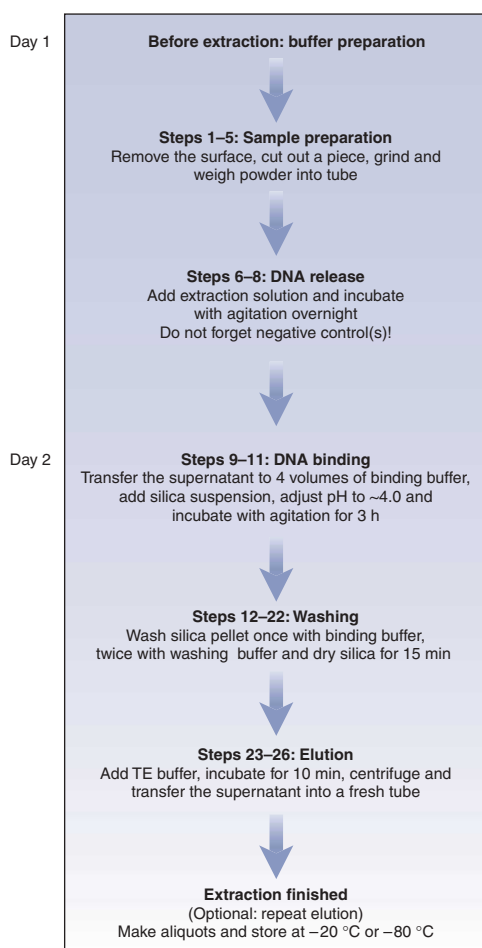 Day 1
Before extraction: buffer preparation
Steps 1–5: Sample preparation
Remove the surface, cut out a piece, grind and
weigh powder into tube
Steps 6–8: DNA release
Add extraction solution and incubate
with agitation overnight
Do not forget negative control(s)!
Day 2
Steps 9–11: DNA binding
Transfer the supernatant to 4 volumes of binding buffer,
add silica suspension, adjust pH to ~4.0 and
incubate with agitation for 3 h
Steps 12–22: Washing
Wash silica pellet once with binding buffer,
twice with washing buffer and dry silica for 15 min
Steps 23–26: Elution
Add TE buffer, incubate for 10 min, centrifuge and
transfer the supernatant into a fresh tube
Extraction finished
(Optional: repeat elution)
Make aliquots and store at −20 °C or −80 °C